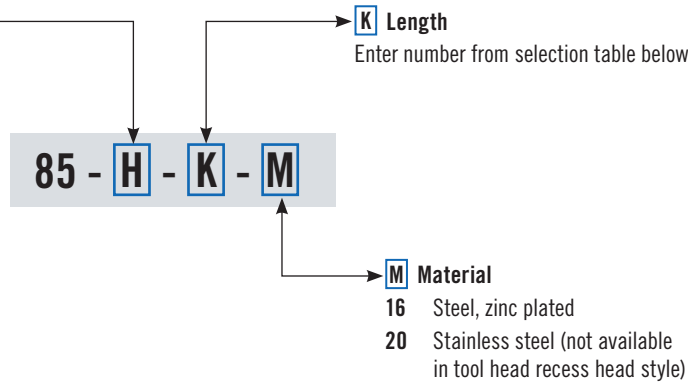 K Length
Enter number from selection table below
85 - H - K - M
M Material
16 Steel, zinc plated
20 Stainless steel (not available
in tool head recess head style)